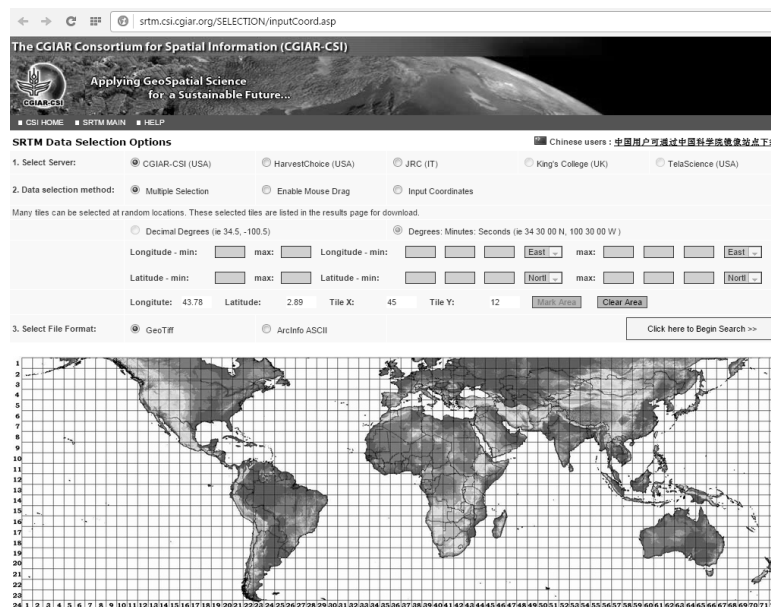 srtm.csi.cgiar.org/SELECTION/inputCoord.asp
The CGIAR Consortium for Spatial Information (CGIAR-CSI)
Applying GeoSpatial Science
for a Sustainable Future...
CGIAR-CSI
CSI HOME SRTM MAIN HELP
SRTM Data Selection Options Chinese users : 中国用户可通过中国科学院镜像站点下
1. Select Server: CGIAR-CSI (USA) HarvestChoice (USA) JRC (IT) King's College (UK) TelaScience (USA)
2. Data selection method: Multiple Selection Enable Mouse Drag Input Coordinates
Many tiles can be selected at random locations. These selected tiles are listed in the results page for download.
Decimal Degrees (ie 34.5, -100.5) Degrees: Minutes: Seconds (ie 34 30 00 N, 100 30 00 W )
Longitude - min: max: Longitude - min: East max: East
Latitude - min: max: Latitude - min: Nortl max: Nortl
Longitute: 43.78 Latitude: 2.89 Tile X: 45 Tile Y: 12 Mark Area Clear Area
3. Select File Format: GeoTiff ArcInfo ASCII Click here to Begin Search >>
1
2
3
4
5
6
7
8
9
10
11
12
13
14
15
16
17
18
19
20
21
22
23
24 1 2 3 4 5 6 7 8 9 10 11 12 13 14 15 16 17 18 19 20 21 22 23 24 25 26 27 28 29 30 31 32 33 34 35 36 37 38 39 40 41 42 43 44 45 46 47 48 49 50 51 52 53 54 55 56 57 58 59 60 61 62 63 64 65 66 67 68 69 70 71